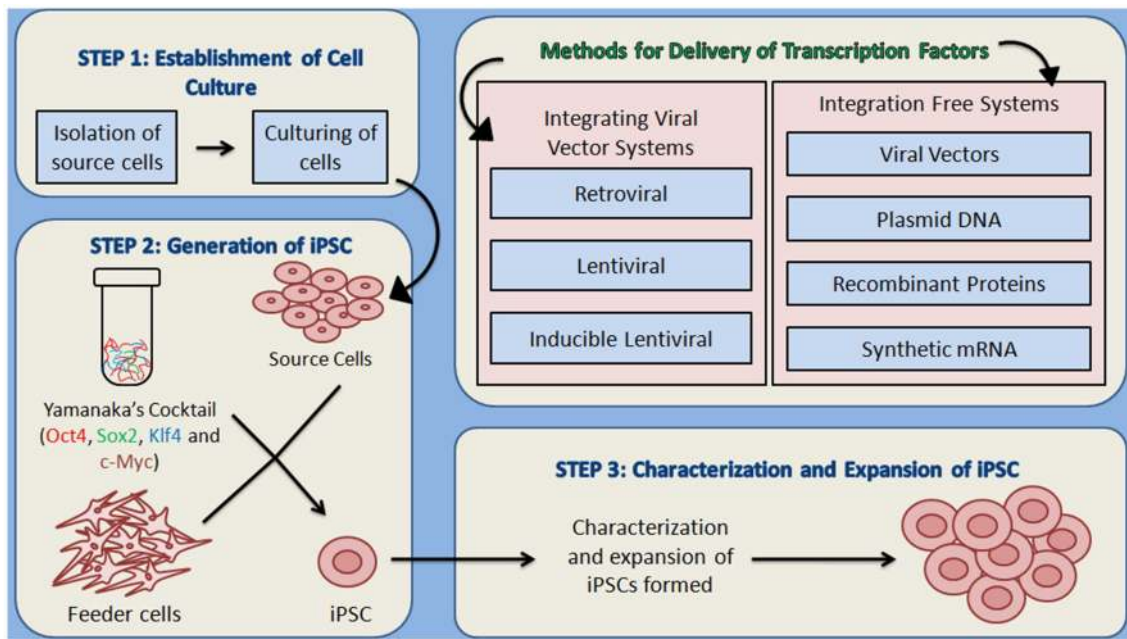 STEP 1: Establishment of Cell
Culture
Isolation of
source cells
Culturing of
cells
STEP 2: Generation of iPSC
Source Cells
Yamanaka's Cocktail
(Oct4, Sox2, Klf4 and
c-Myc)
Feeder cells
iPSC
Methods for Delivery of Transcription Factors
Integrating Viral
Vector Systems
Retroviral
Lentiviral
Inducible Lentiviral
Integration Free Systems
Viral Vectors
Plasmid DNA
Recombinant Proteins
Synthetic mRNA
STEP 3: Characterization and Expansion of iPSC
Characterization
and expansion of
iPSCs formed